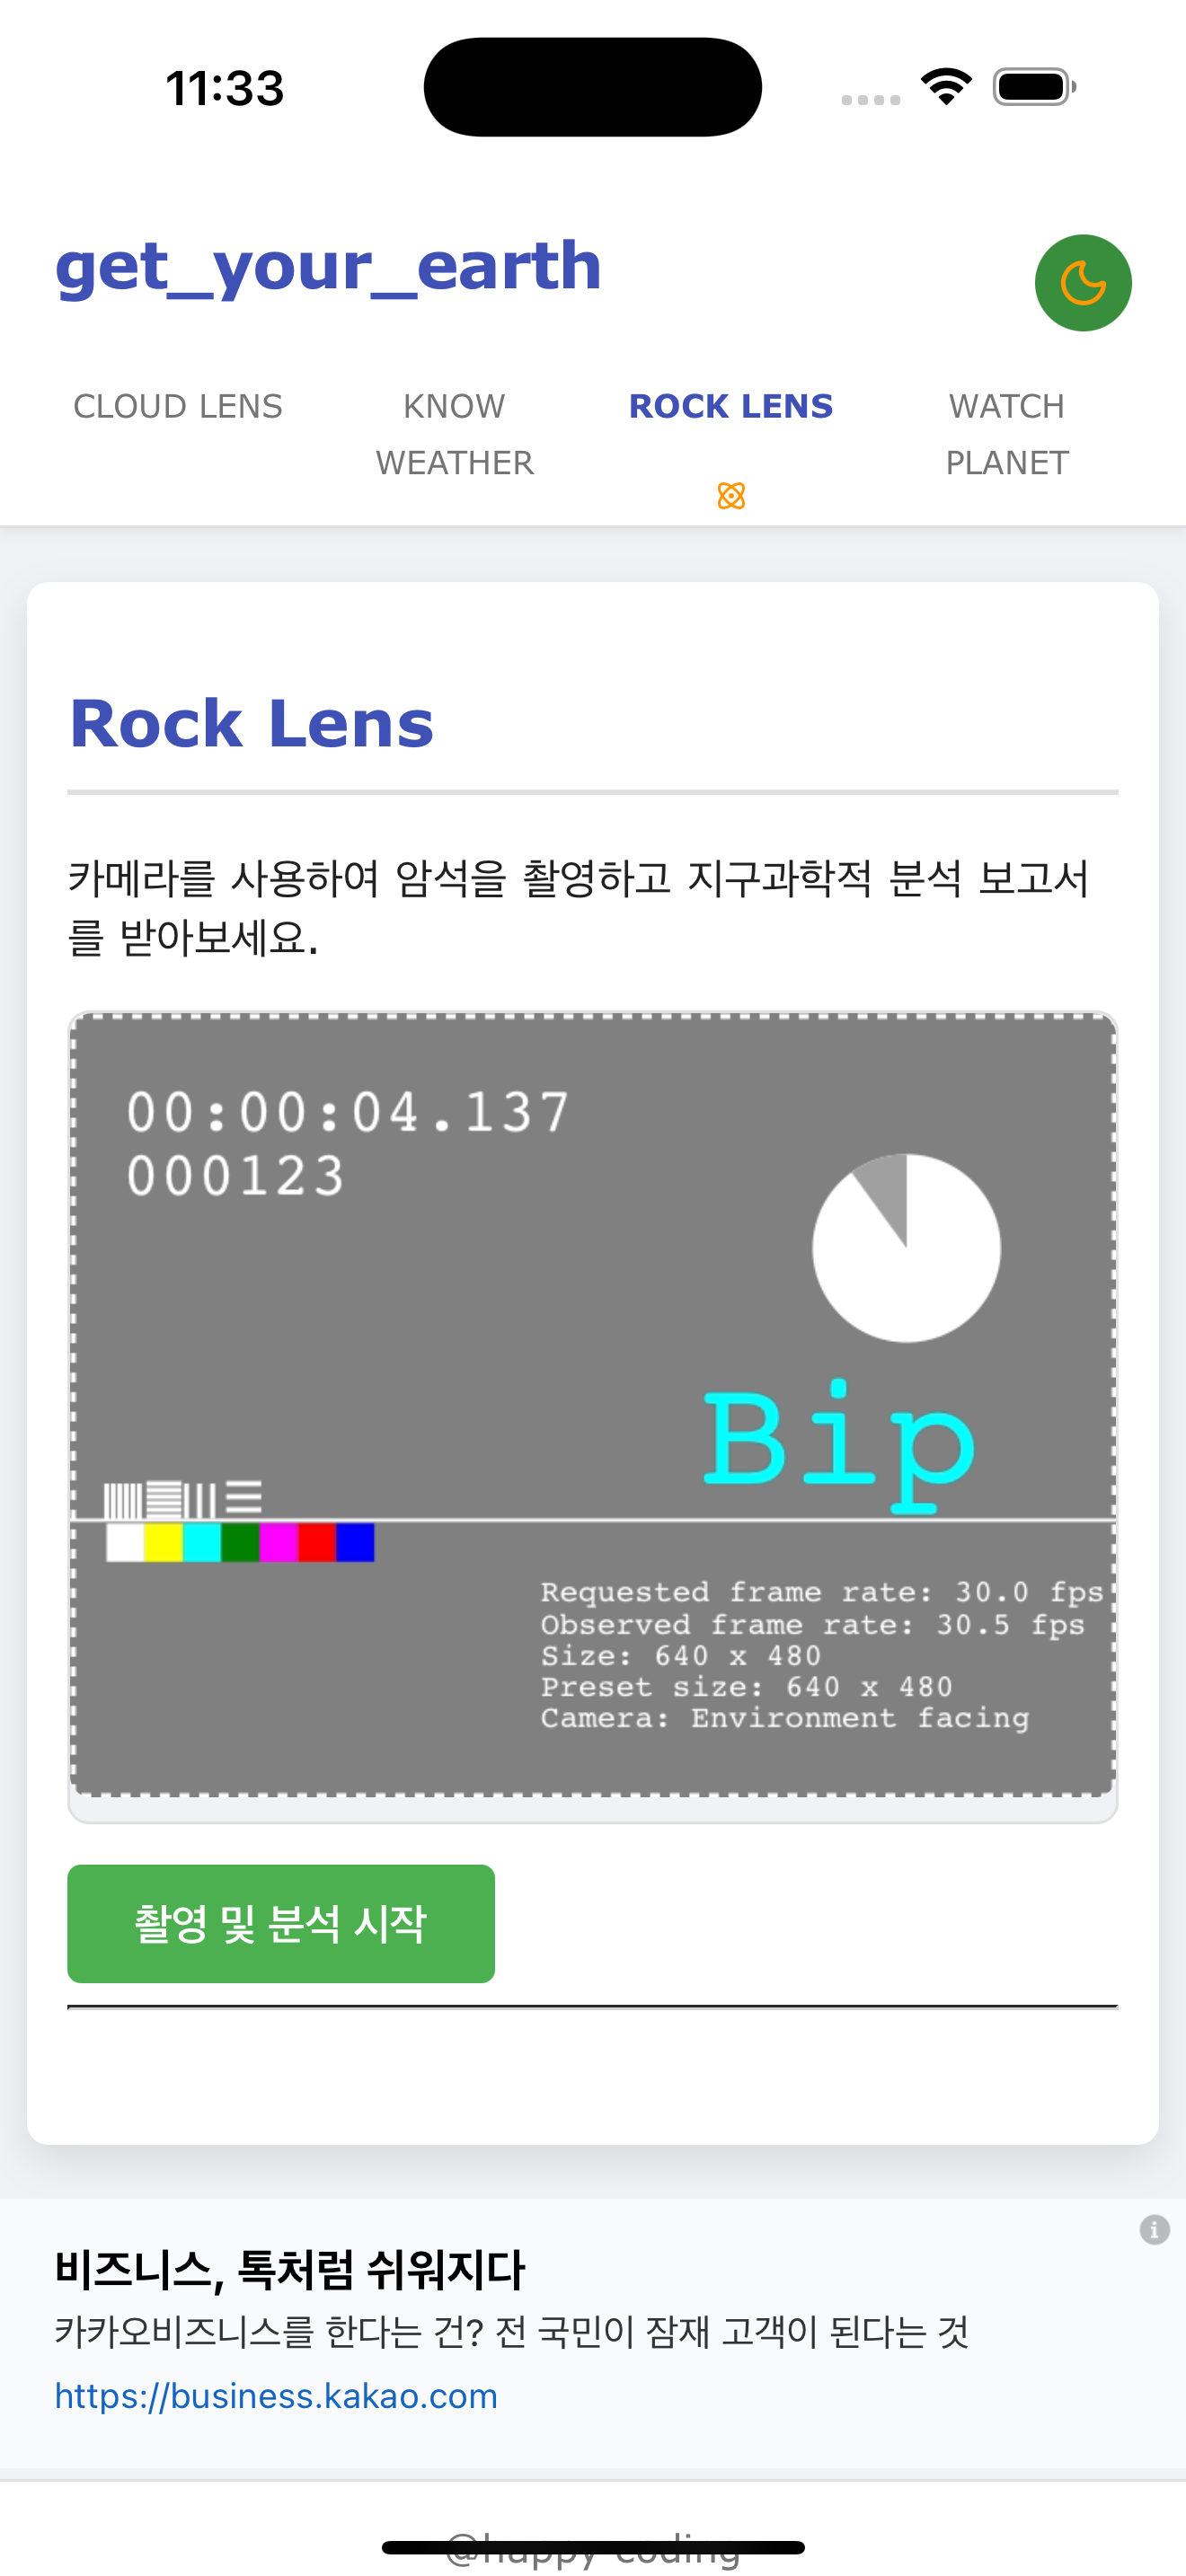 11:33
get_your_earth
CLOUD LENS
KNOW WEATHER
ROCK LENS
WATCH PLANET
Rock Lens
카메라를 사용하여 암석을 촬영하고 지구과학적 분석 보고서
를 받아보세요.
00:00:04.137
000123
Bip
Requested frame rate: 30.0 fps
Observed frame rate: 30.5 fps
Size: 640 x 480
Preset size: 640 x 480
Camera: Environment facing
촬영 및 분석 시작
비즈니스, 톡처럼 쉬워지다
카카오비즈니스를 한다는 건? 전 국민이 잠재 고객이 된다는 것
https://business.kakao.com
@happy-coding